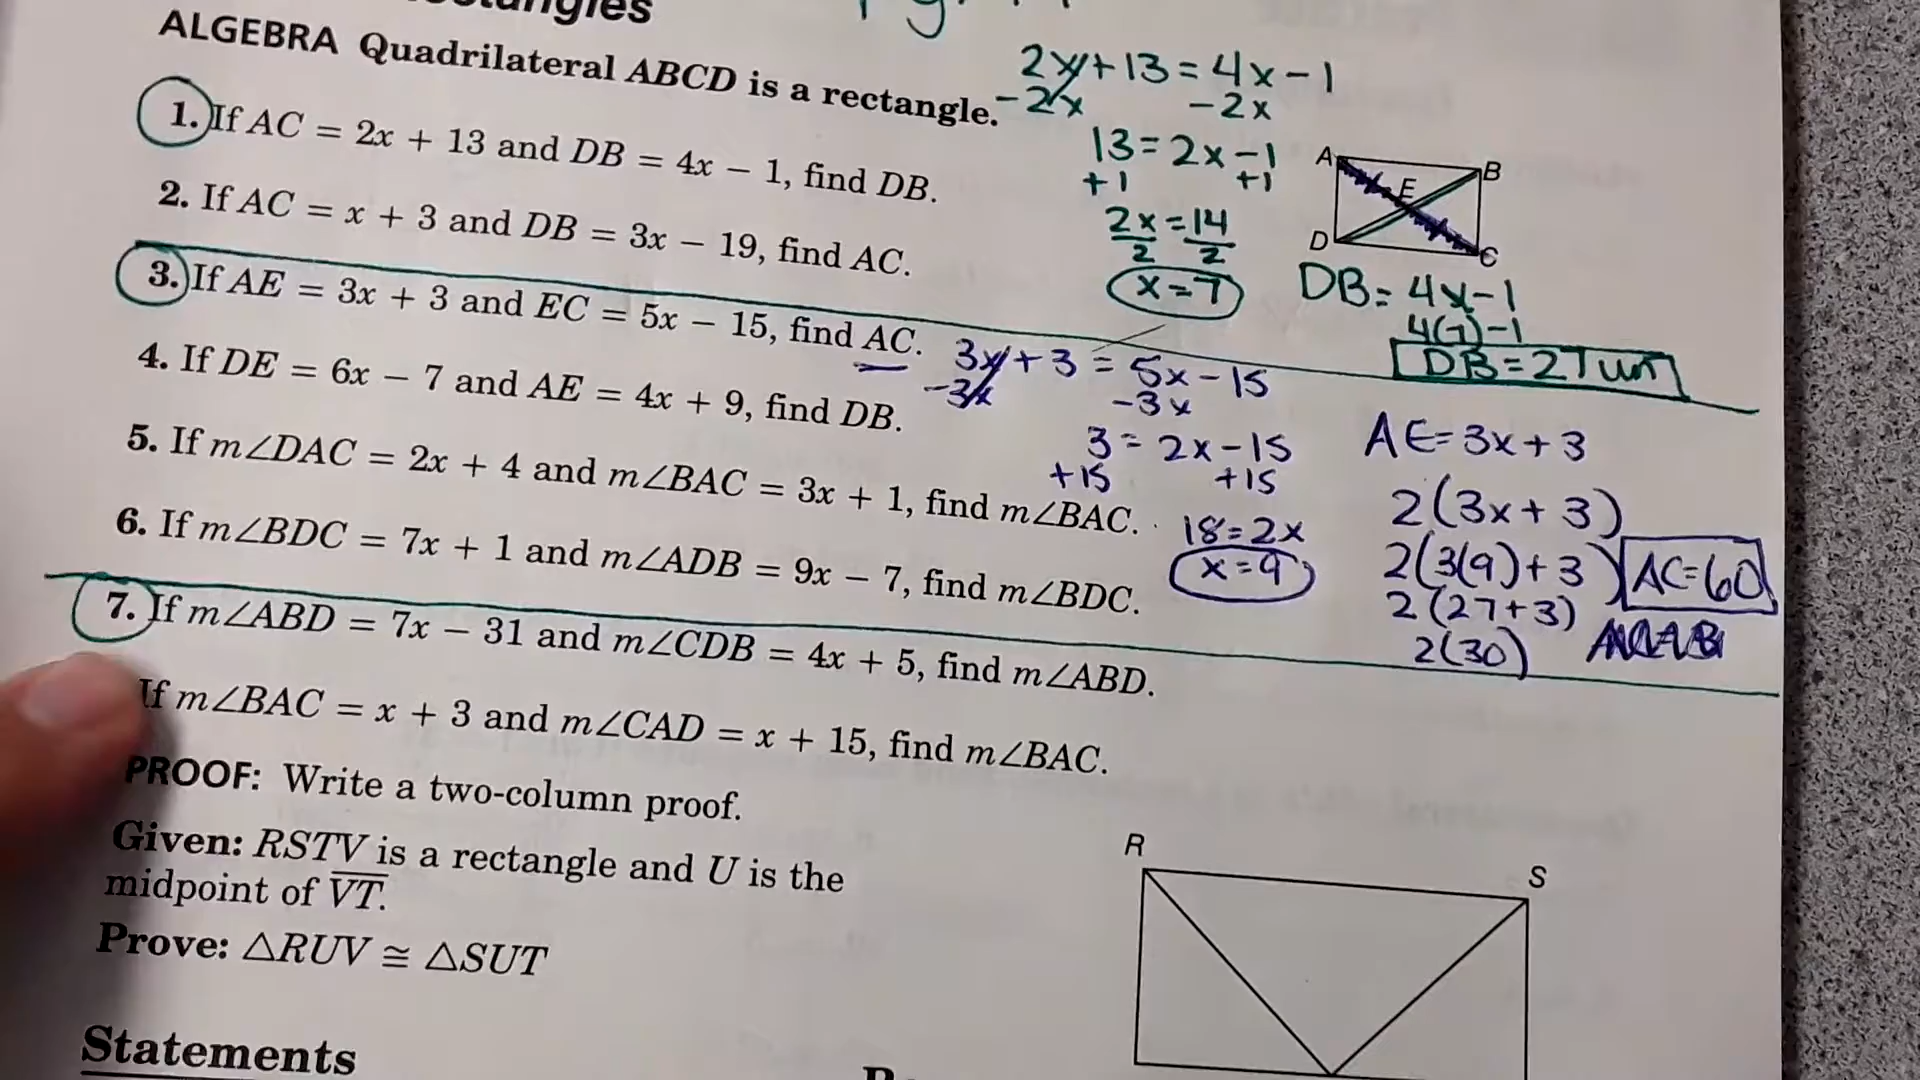 ALGEBRA Quadrilateral ABCD is a rectangle.
1. If AC = 2x + 13 and DB = 4x − 1, find DB.
2. If AC = x + 3 and DB = 3x − 19, find AC.
3. If AE = 3x + 3 and EC = 5x − 15, find AC.
4. If DE = 6x − 7 and AE = 4x + 9, find DB.
5. If m∠DAC = 2x + 4 and m∠BAC = 3x + 1, find m∠BAC.
6. If m∠BDC = 7x + 1 and m∠ADB = 9x − 7, find m∠BDC.
7. If m∠ABD = 7x − 31 and m∠CDB = 4x + 5, find m∠ABD.
If m∠BAC = x + 3 and m∠CAD = x + 15, find m∠BAC.
PROOF: Write a two-column proof.
Given: RSTV is a rectangle and U is the
midpoint of VT.
Prove: △RUV ≅ △SUT
Statements
2x+13=4x-1
-2x -2x
13=2x-1
+1 +1
2x=14
2 2
x=7
A
B
E
D
C
DB=4x-1
4(7)-1
DB=27un
3x+3=5x-15
-3x -3x
3=2x-15
+15 +15
18=2x
x=9
AE=3x+3
2(3x+3)
2(3(9)+3)
AC=60
2(27+3)
2(30)
R
S